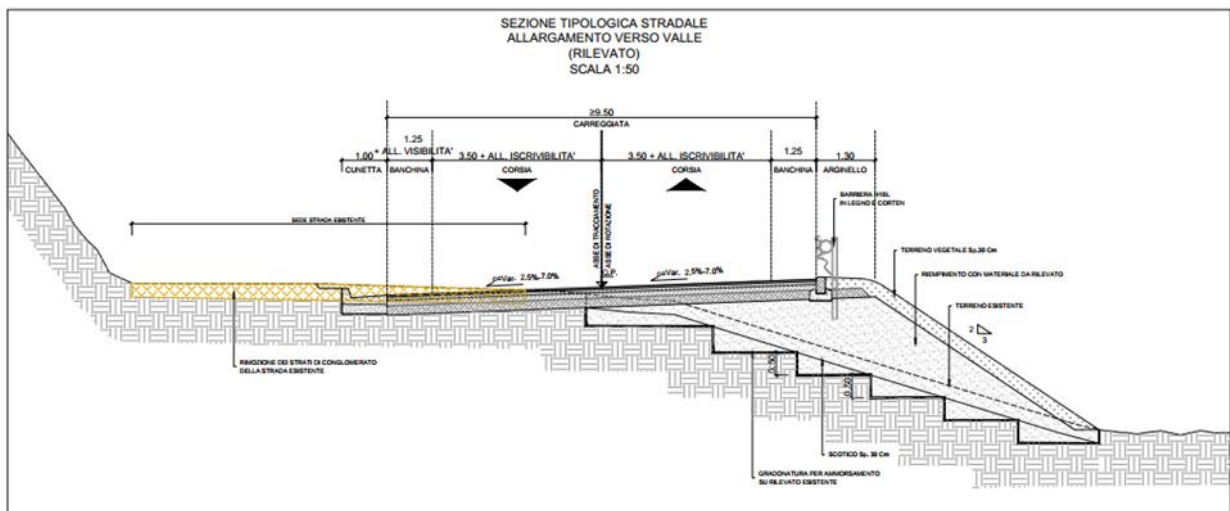 SEZIONE TIPOLOGICA STRADALE
ALLARGAMENTO VERSO VALLE
(RILEVATO)
SCALA 1:50
≥9.50
CARREGGIATA
1.25
+ ALL. VISIBILITA'
1.00
3.50 + ALL. ISCRIVIBILITA'
3.50 + ALL. ISCRIVIBILITA'
1.25
1.30
CUNETTA
BANCHINA
CORSIA
CORSIA
BANCHINA
ARGINELLO
BARRIERA H1BL
IN LEGNO E CORTEN
SEDE STRADA ESISTENTE
ASSE DI TRACCIAMENTO
ASSE DI ROTAZIONE
TERRENO VEGETALE Sp.30 Cm
RIEMPIMENTO CON MATERIALE DA RILEVATO
p=Var. 2,5%-7.0%
p=Var. 2,5%-7.0%
TERRENO ESISTENTE
2
3
RIMOZIONE DEI STRATI DI CONGLOMERATO
DELLA STRADA ESISTENTE
0,50
0,50
SCOTICO Sp. 30 Cm
GRADONATURA PER AMMORSAMENTO
SU RILEVATO ESISTENTE